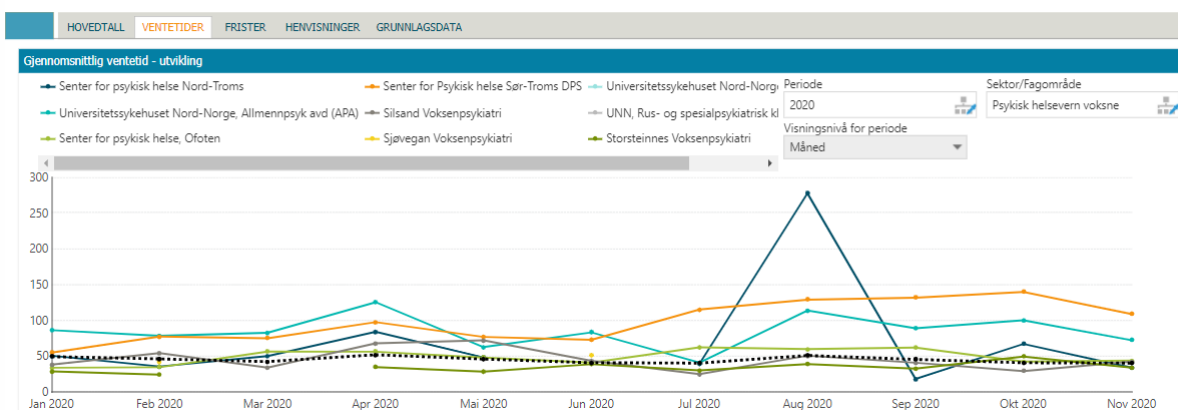 HOVEDTALL VENTETIDER FRISTER HENVISNINGER GRUNNLAGSDATA
Gjennomsnittlig ventetid - utvikling
Senter for psykisk helse Nord-Troms Senter for Psykisk helse Sør-Troms DPS Universitetssykehuset Nord-Norg
Universitetssykehuset Nord-Norge, Allmennpsyk avd (APA) Silsand Voksenpsykiatri UNN, Rus- og spesialpsykiatrisk kl
Senter for psykisk helse, Ofoten Sjøvegan Voksenpsykiatri Storsteinnes Voksenpsykiatri
Periode Sektor/Fagområde
2020 Psykisk helsevern voksne
Visningsnivå for periode
Måned
300
250
200
150
100
50
0
Jan 2020 Feb 2020 Mar 2020 Apr 2020 Mai 2020 Jun 2020 Jul 2020 Aug 2020 Sep 2020 Okt 2020 Nov 2020